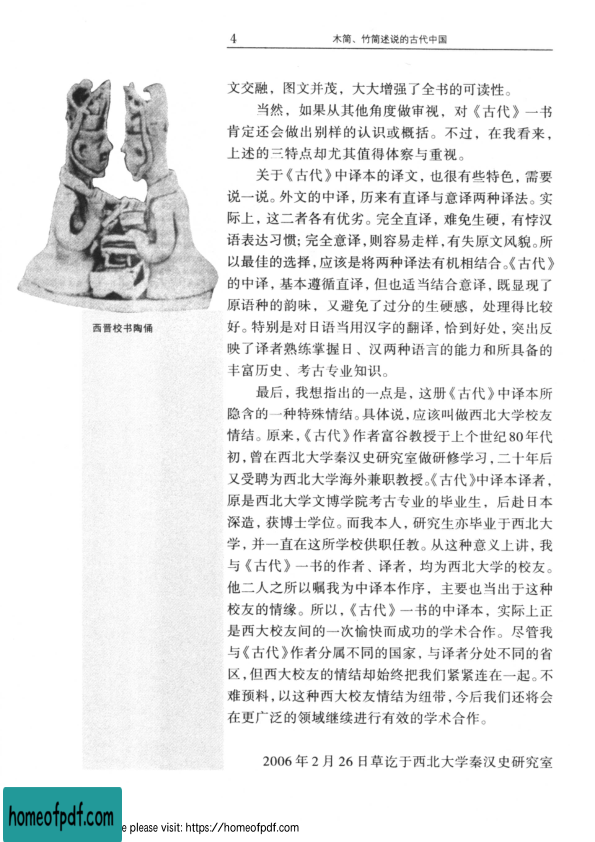 4
木简、竹简述说的古代中国
文交融，图文并茂，大大增强了全书的可读性。
当然，如果从其他角度做审视，对《古代》一书
肯定还会做出别样的认识或概括。不过，在我看来，
上述的三特点却尤其值得体察与重视。
关于《古代》中译本的译文，也很有些特色，需要
说一说。外文的中译，历来有直译与意译两种译法。实
际上，这二者各有优劣。完全直译，难免生硬，有悖汉
语表达习惯；完全意译，则容易走样，有失原文风貌。所
以最佳的选择，应该是将两种译法有机相结合。《古代》
的中译，基本遵循直译，但也适当结合意译，既显现了
原语种的韵味，又避免了过分的生硬感，处理得比较
好。特别是对日语当用汉字的翻译，恰到好处，突出反
映了译者熟练掌握日、汉两种语言的能力和所具备的
丰富历史、考古专业知识。
最后，我想指出的一点是，这册《古代》中译本所
隐含的一种特殊情结。具体说，应该叫做西北大学校友
情结。原来，《古代》作者富谷教授于上个世纪80年代
初，曾在西北大学秦汉史研究室做研修学习，二十年后
又受聘为西北大学海外兼职教授。《古代》中译本译者，
原是西北大学文博学院考古专业的毕业生，后赴日本
深造，获博士学位。而我本人，研究生亦毕业于西北大
学，并一直在这所学校供职任教。从这种意义上讲，我
与《古代》一书的作者、译者，均为西北大学的校友。
他二人之所以嘱我为中译本作序，主要也当出于这种
校友的情缘。所以，《古代》一书的中译本，实际上正
是西大校友间的一次愉快而成功的学术合作。尽管我
与《古代》作者分属不同的国家，与译者分处不同的省
区，但西大校友的情结却始终把我们紧紧连在一起。不
难预料，以这种西大校友情结为纽带，今后我们还将会
在更广泛的领域继续进行有效的学术合作。
2006年2月26日草讫于西北大学秦汉史研究室
西晋校书陶俑
homeofpdf.com
e please visit: https://homeofpdf.com